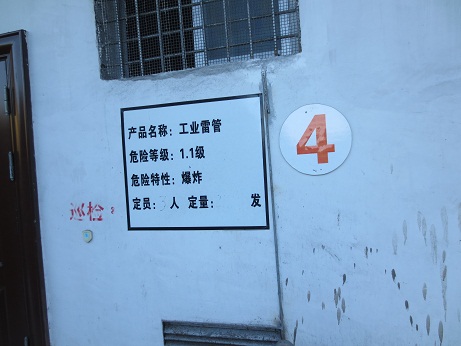 产品名称：工业雷管
危险等级：1.1级
危险特性：爆炸
定员： 人 定量： 发
4
巡检